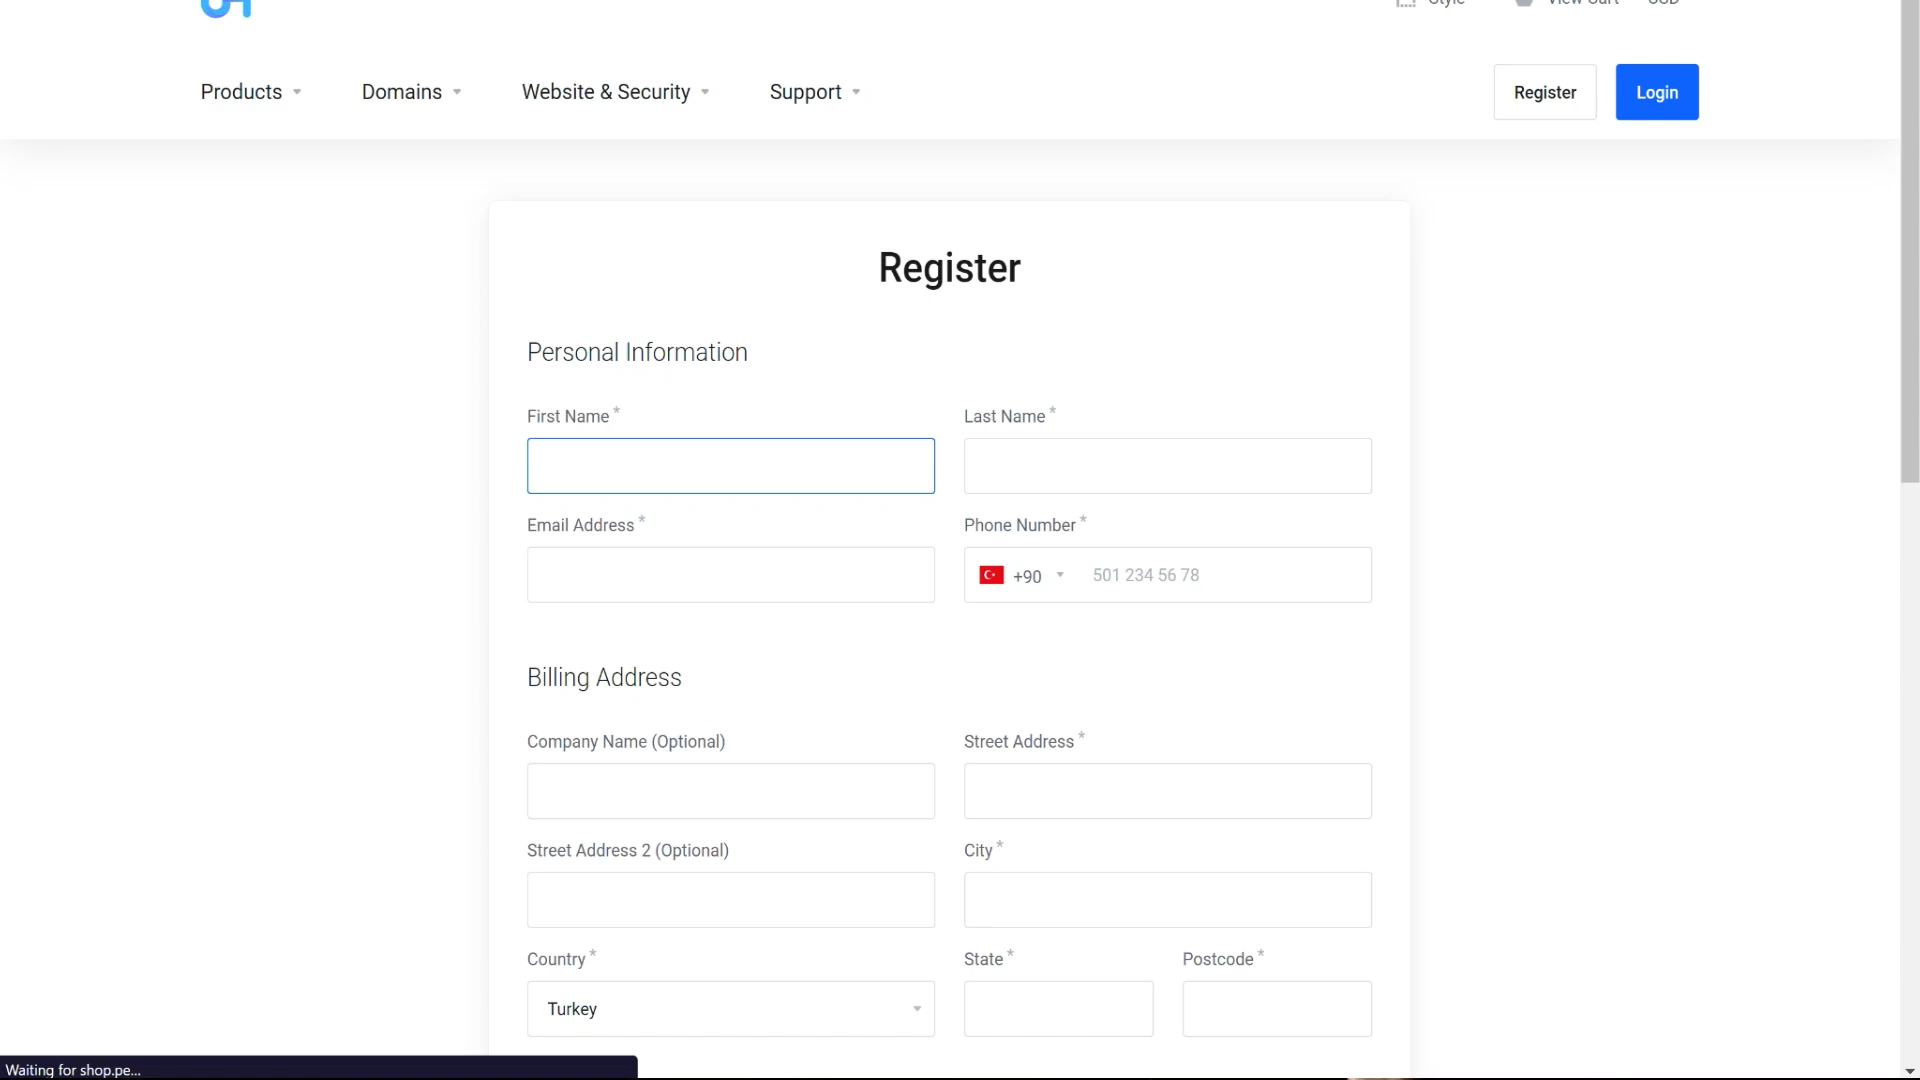 Products
Domains
Website & Security
Support
Register
Login
Register
Personal Information
First Name *
Last Name *
Email Address *
Phone Number *
+90
501 234 56 78
Billing Address
Company Name (Optional)
Street Address *
Street Address 2 (Optional)
City *
Country *
State *
Postcode *
Turkey
Waiting for shop.pe...